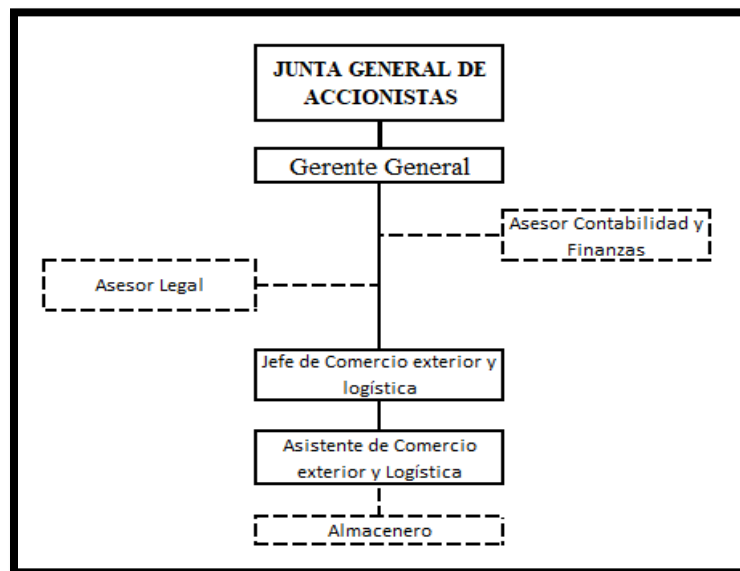 JUNTA GENERAL DE
ACCIONISTAS
Gerente General
Asesor Contabilidad y
Finanzas
Asesor Legal
Jefe de Comercio exterior y
logística
Asistente de Comercio
exterior y Logística
Almacenero